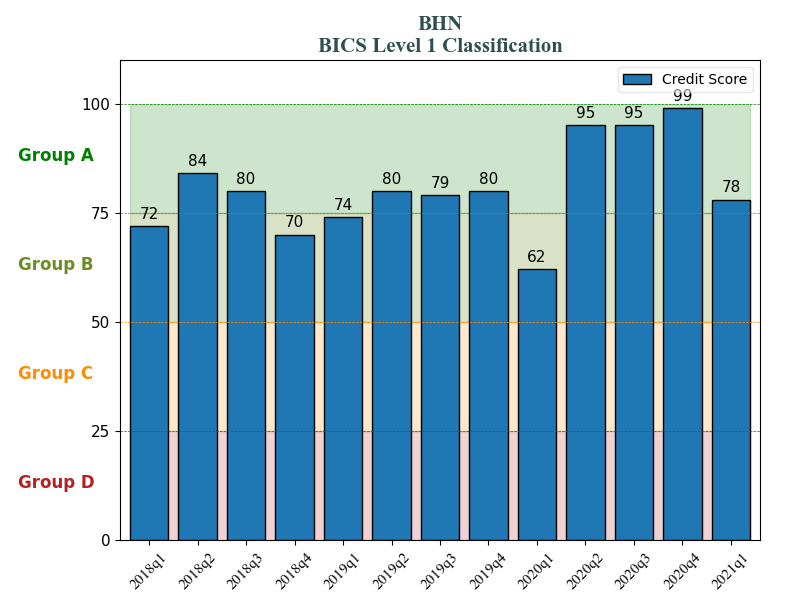 BHN
BICS Level 1 Classification
Credit Score
100
75
50
25
0
Group A
Group B
Group C
Group D
72
84
80
70
74
80
79
80
62
95
95
99
78
2018q1
2018q2
2018q3
2018q4
2019q1
2019q2
2019q3
2019q4
2020q1
2020q2
2020q3
2020q4
2021q1